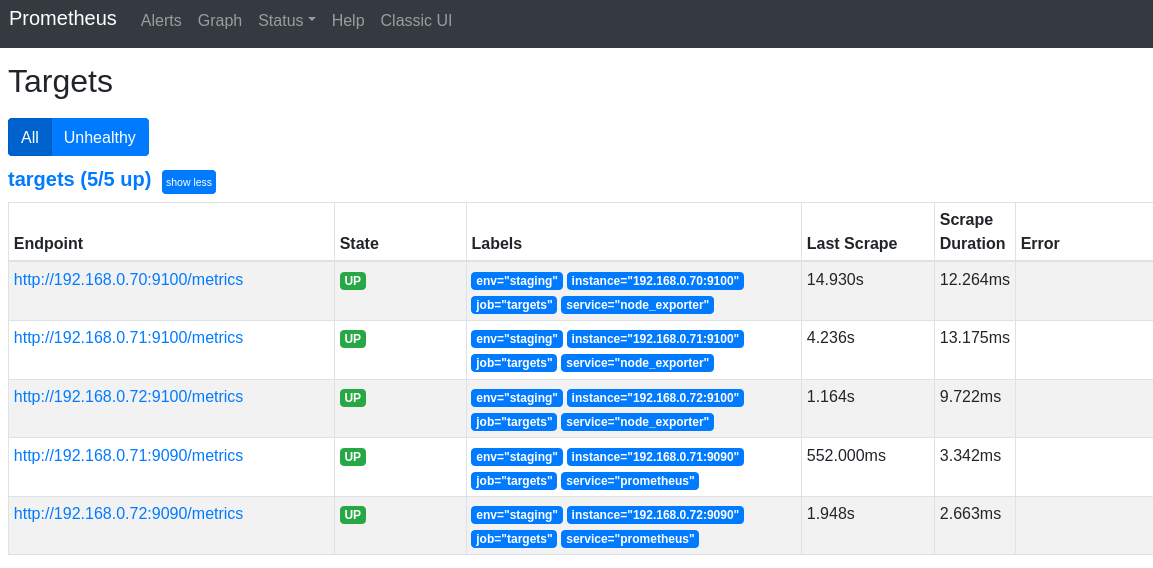 Prometheus Alerts Graph Status Help Classic UI
Targets
All Unhealthy
targets (5/5 up) show less
Endpoint State Labels Last Scrape Scrape Duration Error
http://192.168.0.70:9100/metrics UP env="staging" instance="192.168.0.70:9100" 14.930s 12.264ms
job="targets" service="node_exporter"
http://192.168.0.71:9100/metrics UP env="staging" instance="192.168.0.71:9100" 4.236s 13.175ms
job="targets" service="node_exporter"
http://192.168.0.72:9100/metrics UP env="staging" instance="192.168.0.72:9100" 1.164s 9.722ms
job="targets" service="node_exporter"
http://192.168.0.71:9090/metrics UP env="staging" instance="192.168.0.71:9090" 552.000ms 3.342ms
job="targets" service="prometheus"
http://192.168.0.72:9090/metrics UP env="staging" instance="192.168.0.72:9090" 1.948s 2.663ms
job="targets" service="prometheus"